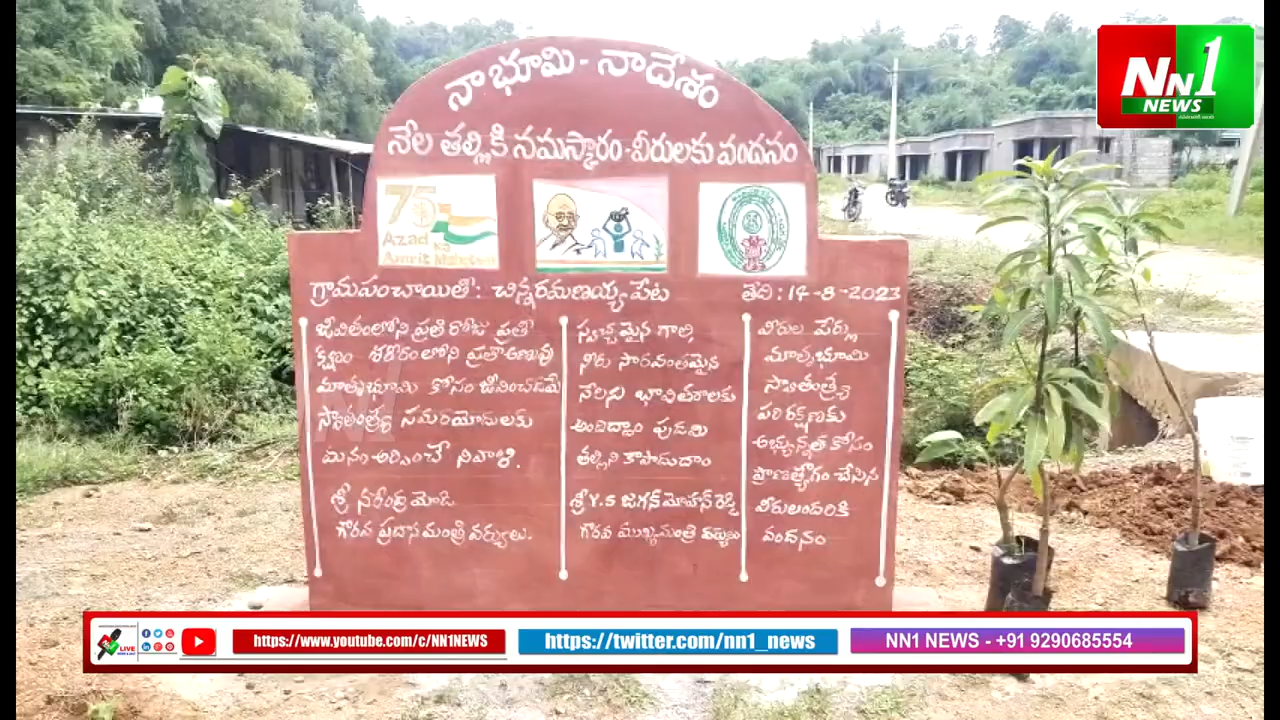 నా భూమి - నాదేశం
నేల తల్లికి నమస్కారం - వీరులకు వందనం
75
Azad Ka
Amrit Mahotsav
గ్రామపంచాయితీ: చిన్నరమణయ్య పేట
తేది: 14-8-2023
జీవితంలోని ప్రతి రోజు ప్రతి
క్షణం శరీరంలోని ప్రతి అణువు
మాతృభూమి కోసం జీవించడమే
స్వాతంత్ర్య సమరయోదులకు
మనం అర్పించే నివాళి.
శ్రీ నరేంద్ర మోది
గౌరవ ప్రధాన మంత్రి వర్యులు.
స్వచ్ఛమైన గాలి,
నీరు సారవంతమైన
నేలని భావితరాలకు
అందిద్దాం పుడమి
తల్లిని కాపాడుదాం
శ్రీ Y.S జగన్ మోహన్ రెడ్డి
గౌరవ ముఖ్యమంత్రి వర్యులు
వీరుల పేర్లు
మాతృభూమి
స్వాతంత్ర్య
పరిరక్షణకు
అభ్యున్నతి కోసం
ప్రాణత్యాగం చేసిన
వీరులందరికి
వందనం
NN1
NEWS
LIVE
https://www.youtube.com/c/NN1NEWS
https://twitter.com/nn1_news
NN1 NEWS - +91 9290685554